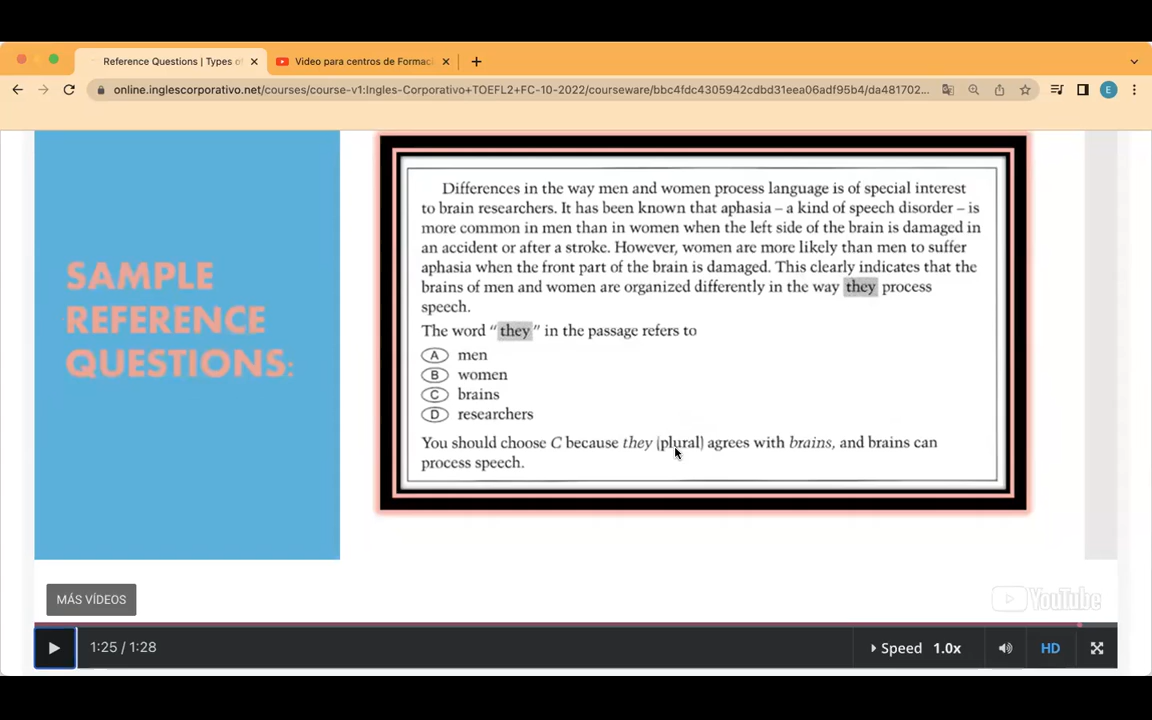 Reference Questions | Types of
Video para centros de Formaci
online.inglescorporativo.net/courses/course-v1:Ingles-Corporativo+TOEFL2+FC-10-2022/courseware/bbc4fdc4305942cdbd31eea06adf95b4/da481702...
E
SAMPLE
REFERENCE
QUESTIONS:
Differences in the way men and women process language is of special interest
to brain researchers. It has been known that aphasia – a kind of speech disorder – is
more common in men than in women when the left side of the brain is damaged in
an accident or after a stroke. However, women are more likely than men to suffer
aphasia when the front part of the brain is damaged. This clearly indicates that the
brains of men and women are organized differently in the way they process
speech.
The word “they” in the passage refers to
A men
B women
C brains
D researchers
You should choose C because they (plural) agrees with brains, and brains can
process speech.
MÁS VÍDEOS
YouTube
1:25 / 1:28
Speed 1.0x
HD